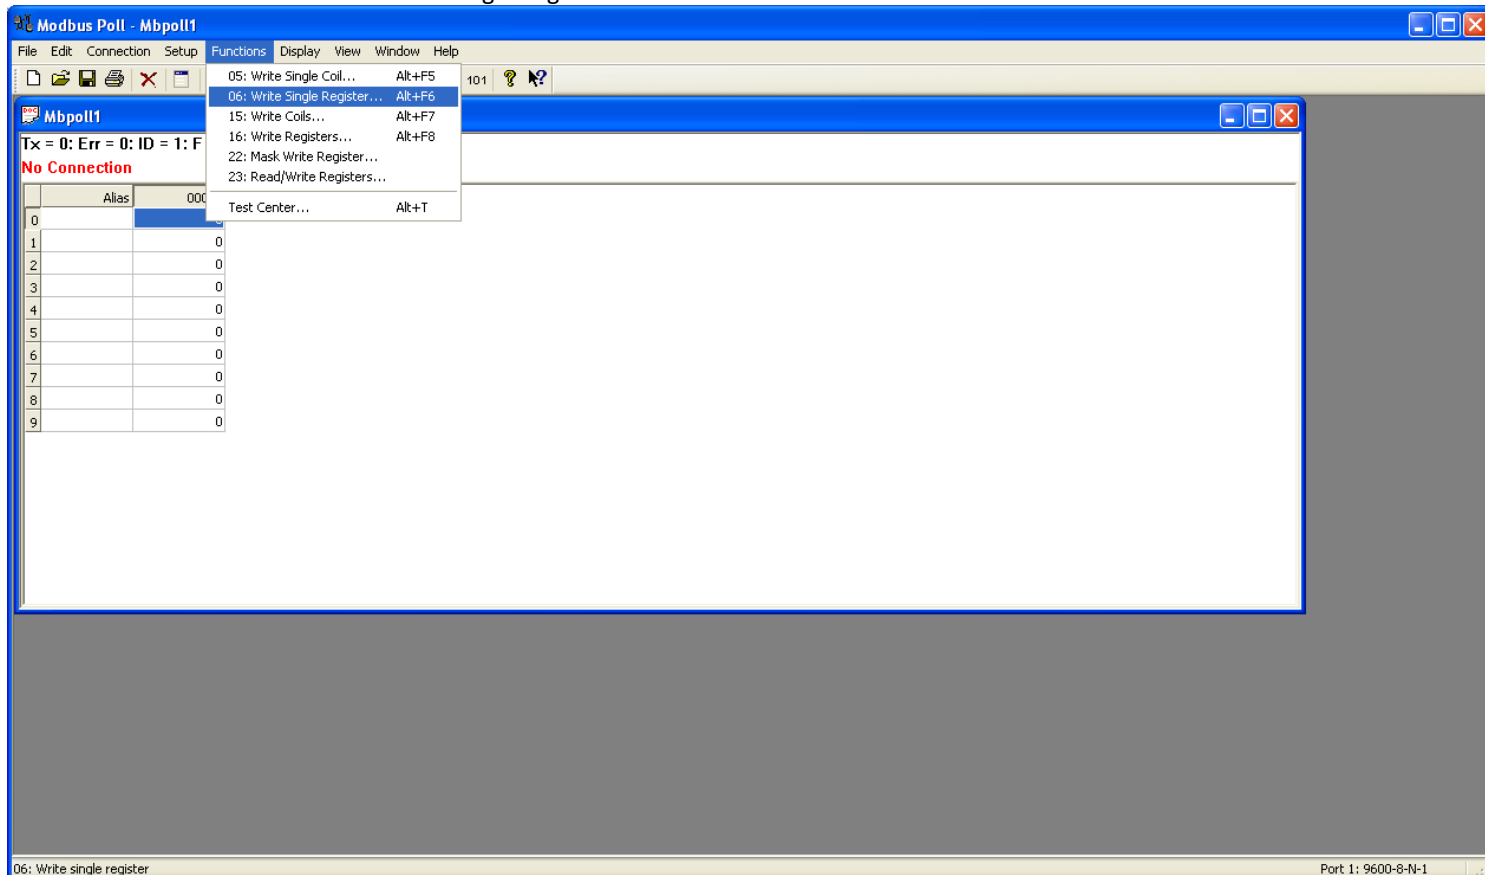 Modbus Poll - Mbpoll1
File Edit Connection Setup Functions Display View Window Help
05: Write Single Coil... Alt+F5
101
06: Write Single Register... Alt+F6
15: Write Coils... Alt+F7
16: Write Registers... Alt+F8
22: Mask Write Register...
23: Read/Write Registers...
Test Center... Alt+T
Mbpoll1
Tx = 0: Err = 0: ID = 1: F
No Connection
Alias 000
0
1 0
2 0
3 0
4 0
5 0
6 0
7 0
8 0
9 0
06: Write single register
Port 1: 9600-8-N-1